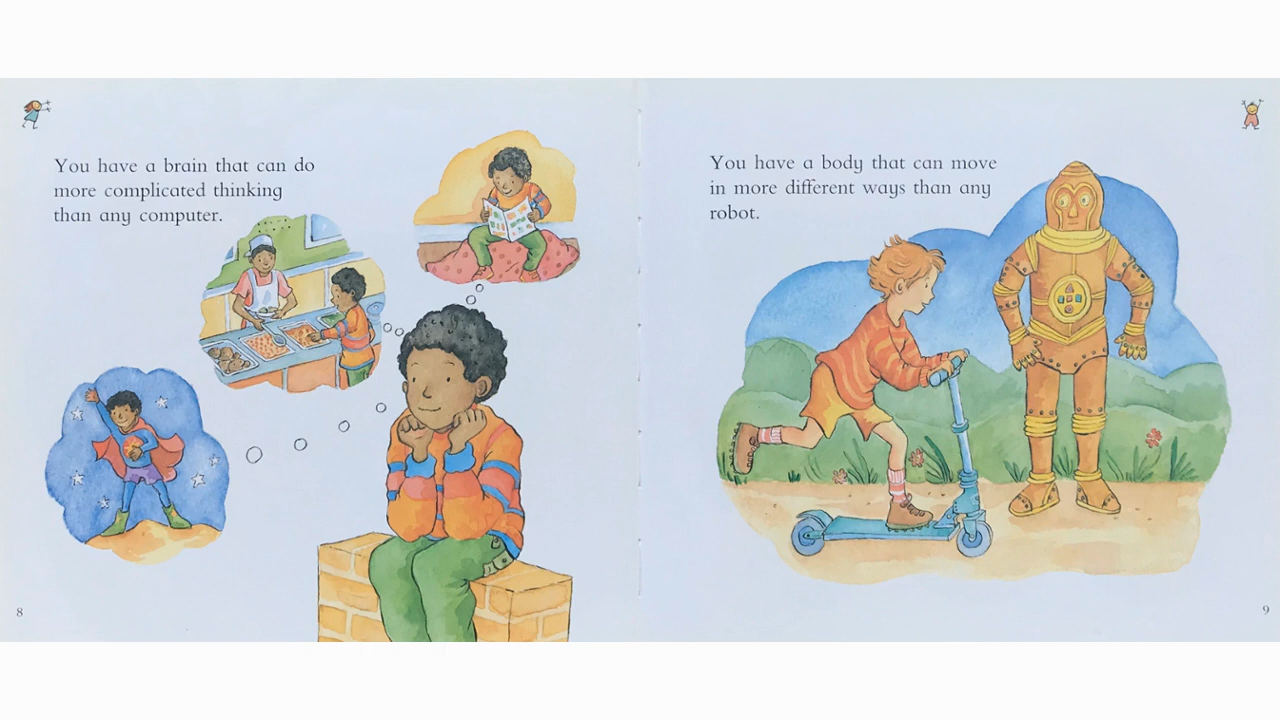 You have a brain that can do
more complicated thinking
than any computer.
8
You have a body that can move
in more different ways than any
robot.
9